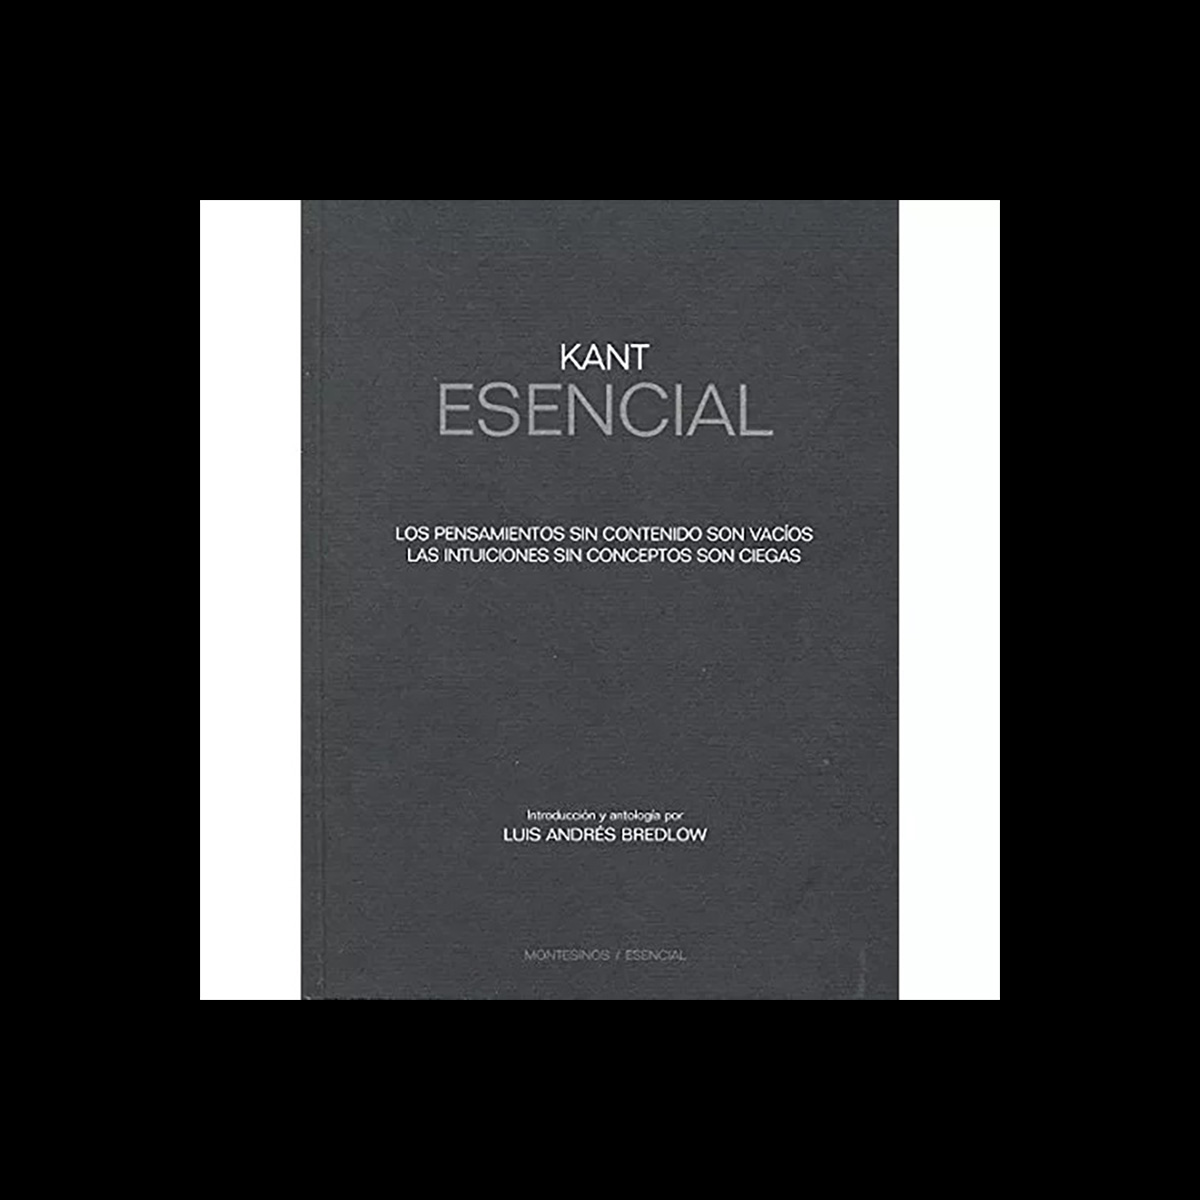 KANT
ESENCIAL
LOS PENSAMIENTOS SIN CONTENIDO SON VACÍOS
LAS INTUICIONES SIN CONCEPTOS SON CIEGAS
Introducción y antología por
LUIS ANDRÉS BREDLOW
MONTESINOS / ESENCIAL